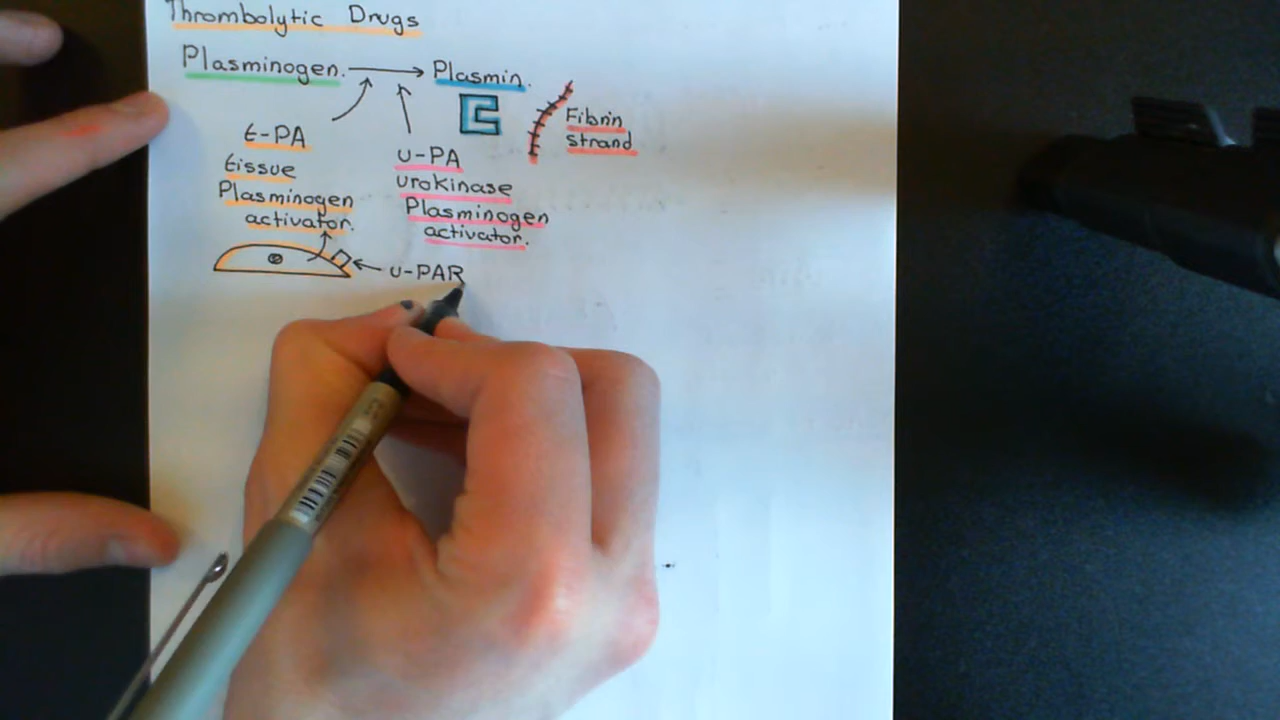 Thrombolytic Drugs
Plasminogen. Plasmin.
Fibrin
strand
t-PA
tissue
Plasminogen
activator.
u-PA
urokinase
Plasminogen
activator.
u-PAR